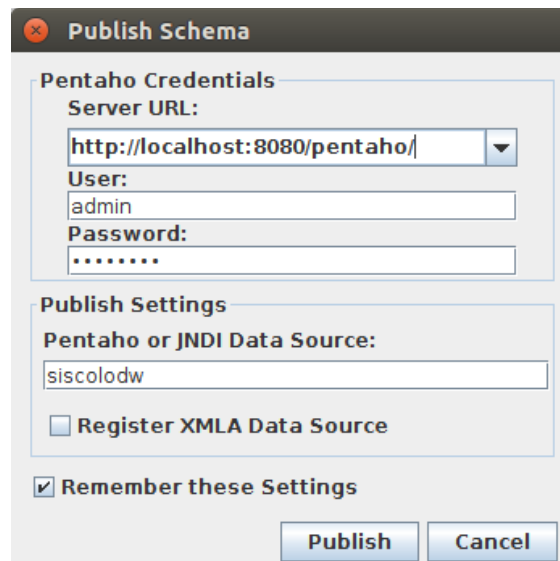 Publish Schema
Pentaho Credentials
Server URL:
http://localhost:8080/pentaho/
User:
admin
Password:
••••••••
Publish Settings
Pentaho or JNDI Data Source:
siscolodw
Register XMLA Data Source
Remember these Settings
Publish Cancel